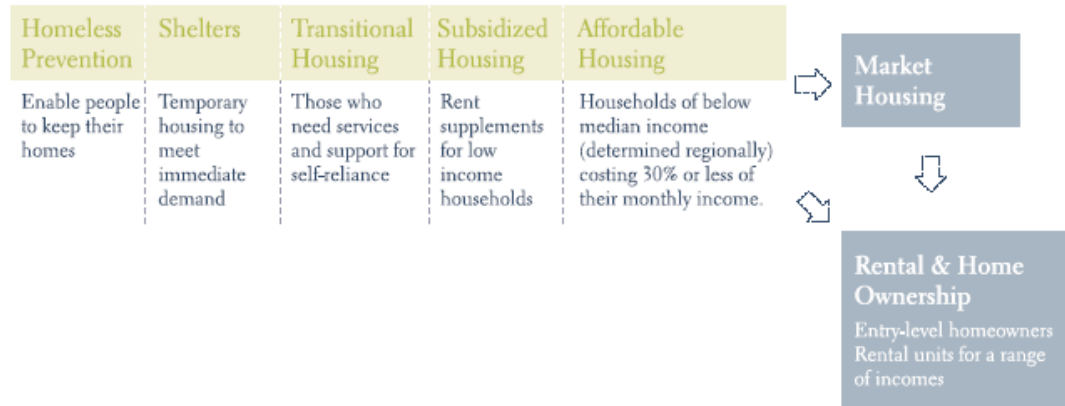 Homeless
Prevention
Enable people
to keep their
homes
Shelters
Temporary
housing to
meet
immediate
demand
Transitional
Housing
Those who
need services
and support for
self-reliance
Subsidized
Housing
Rent
supplements
for low
income
households
Affordable
Housing
Households of below
median income
(determined regionally)
costing 30% or less of
their monthly income.
Market
Housing
Rental & Home
Ownership
Entry-level homeowners
Rental units for a range
of incomes